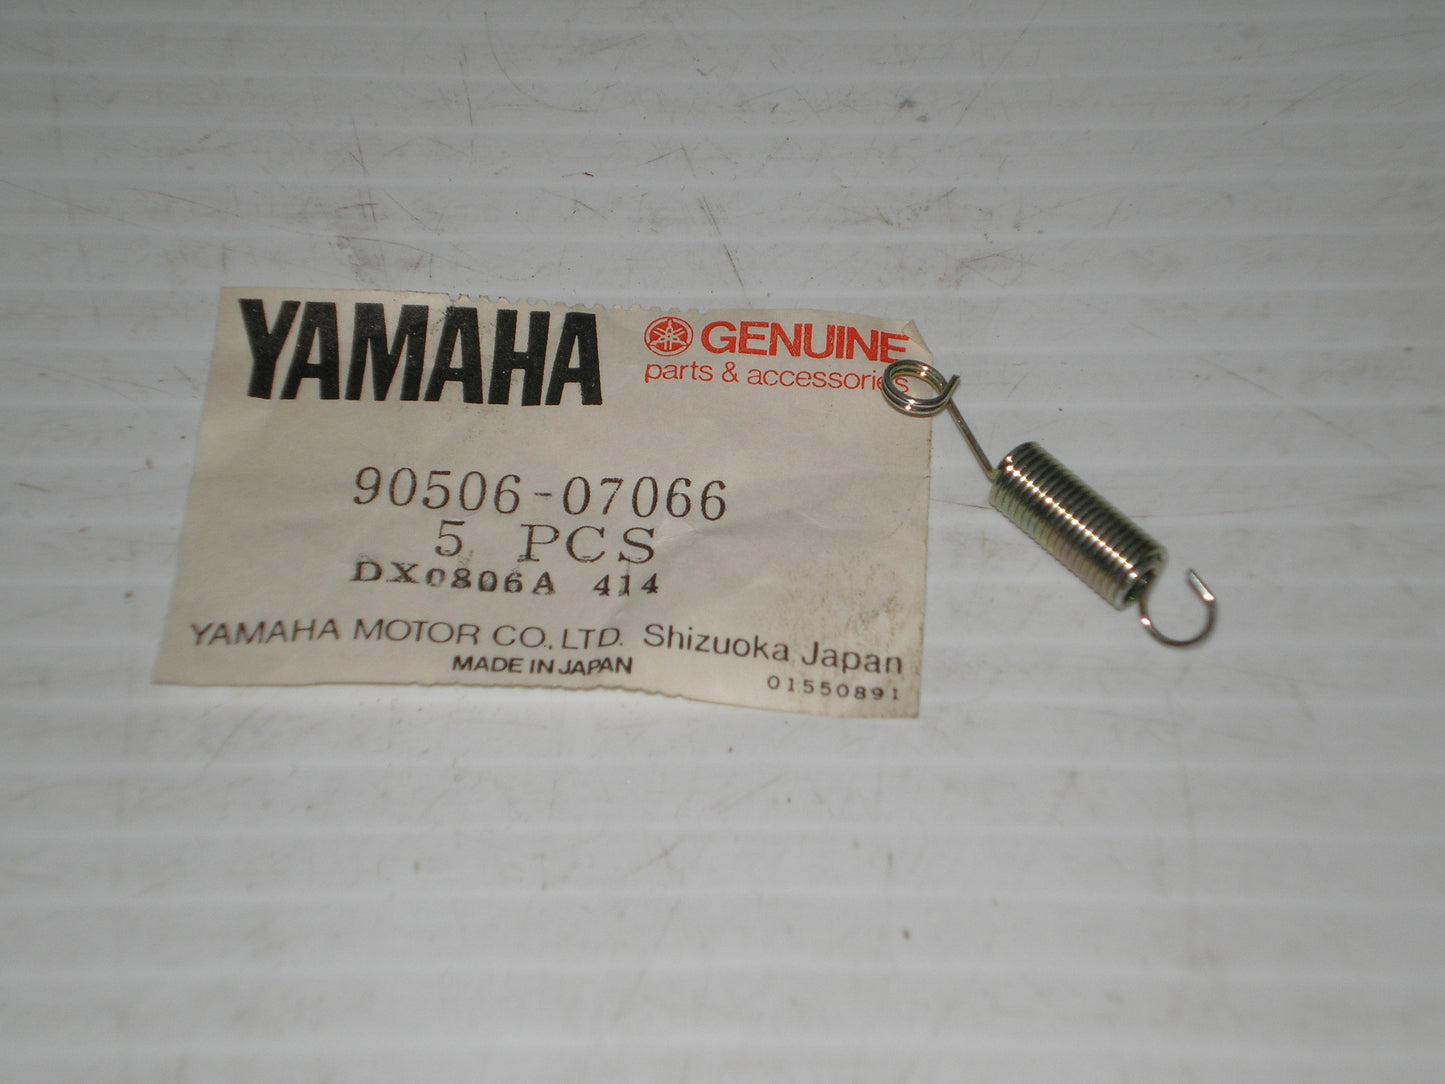 YAMAHA
GENUINE
parts & accessories
90506-07066
5 PCS
DX0806A 414
YAMAHA MOTOR CO., LTD. Shizuoka Japan
MADE IN JAPAN
01550891